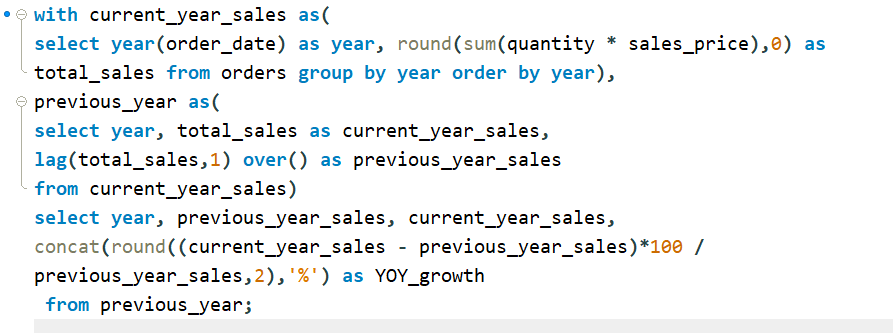 with current_year_sales as(
select year(order_date) as year, round(sum(quantity * sales_price),0) as
total_sales from orders group by year order by year),
previous_year as(
select year, total_sales as current_year_sales,
lag(total_sales,1) over() as previous_year_sales
from current_year_sales)
select year, previous_year_sales, current_year_sales,
concat(round((current_year_sales - previous_year_sales)*100 /
previous_year_sales,2),'%') as YOY_growth
from previous_year;